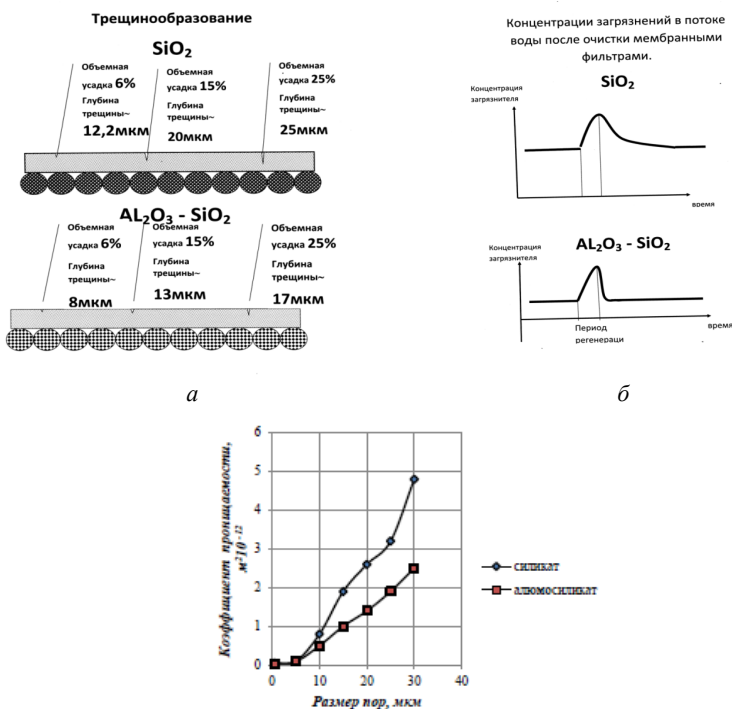 Трещинообразование
SiO2
Объемная
усадка 6%
Глубина
трещины~
12,2мкм
Объемная
усадка 15%
Глубина
трещины~
20мкм
Объемная
усадка 25%
Глубина
трещины~
25мкм
AL2O3 - SiO2
Объемная
усадка 6%
Глубина
трещины~
8мкм
Объемная
усадка 15%
Глубина
трещины~
13мкм
Объемная
усадка 25%
Глубина
трещины~
17мкм
а
Концентрации загрязнений в потоке
воды после очистки мембранными
фильтрами.
SiO2
Концентрация
загрязнителя
время
AL2O3 - SiO2
Концентрация
загрязнителя
время
Период
регенераци
б
Коэффициент проницаемости,
м²10⁻¹²
6
5
4
3
2
1
0
0
10
20
30
40
Размер пор, мкм
силикат
алюмосиликат